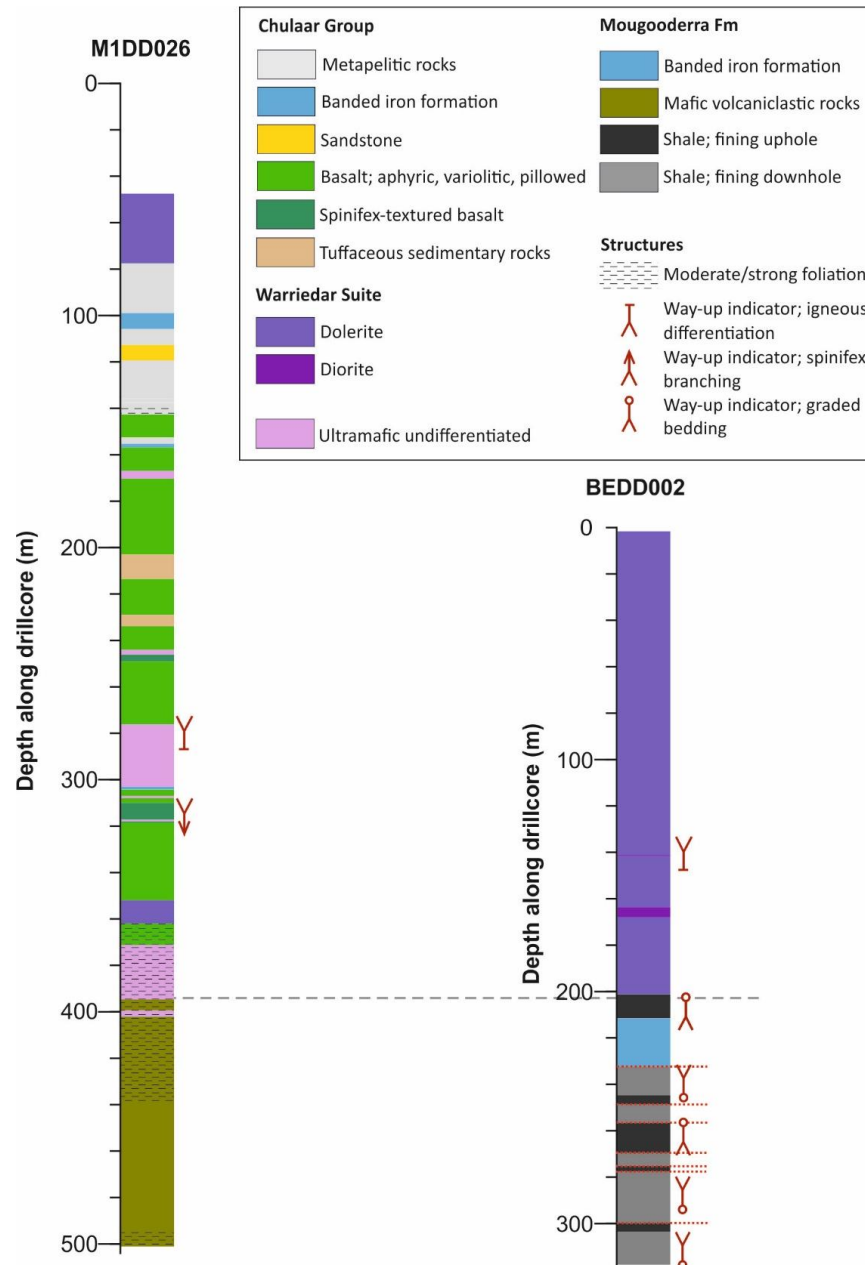 M1DD026
0
100
200
300
400
500
Depth along drillcore (m)
Chulaar Group
Metapelitic rocks
Banded iron formation
Sandstone
Basalt; aphyric, variolitic, pillowed
Spinifex-textured basalt
Tuffaceous sedimentary rocks
Warriedar Suite
Dolerite
Diorite
Ultramafic undifferentiated
Mougooderra Fm
Banded iron formation
Mafic volcaniclastic rocks
Shale; fining uphole
Shale; fining downhole
Structures
Moderate/strong foliation
Way-up indicator; igneous
differentiation
Way-up indicator; spinifex
branching
Way-up indicator; graded
bedding
BEDD002
0
100
200
300
Depth along drillcore (m)